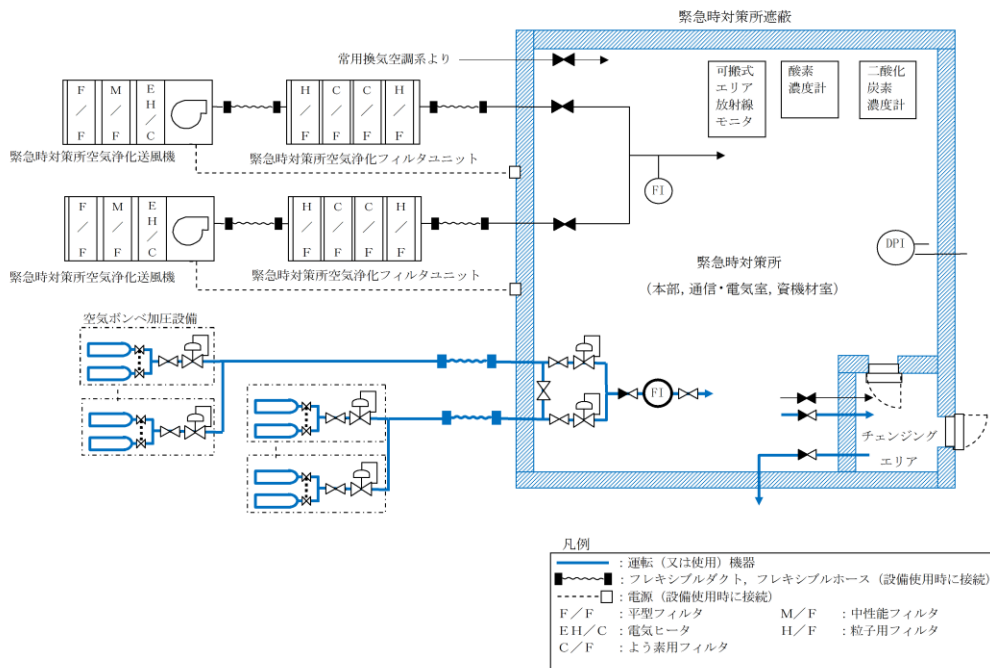 緊急時対策所遮蔽
常用換気空調系より
可搬式
エリア
放射線
モニタ
酸素
濃度計
二酸化
炭素
濃度計
F/F
M/F
EH/C
H/F
C/F
C/F
H/F
緊急時対策所空気浄化送風機
緊急時対策所空気浄化フィルタユニット
FI
F/F
M/F
EH/C
H/F
C/F
C/F
H/F
緊急時対策所空気浄化送風機
緊急時対策所空気浄化フィルタユニット
DPI
緊急時対策所
(本部, 通信・電気室, 資機材室)
空気ボンベ加圧設備
FI
チェンジング
エリア
凡例
:運転(又は使用)機器
:フレキシブルダクト,フレキシブルホース(設備使用時に接続)
:電源(設備使用時に接続)
F/F :平型フィルタ M/F :中性能フィルタ
EH/C :電気ヒータ H/F :粒子用フィルタ
C/F :よう素用フィルタ